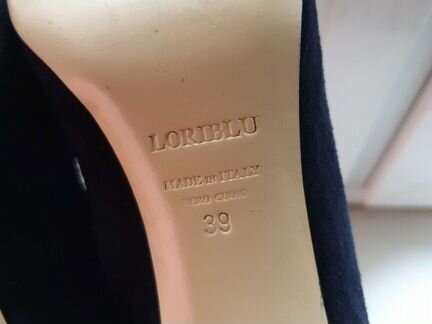 LORIBLU
MADE IN ITALY
VERO CUOIO
39